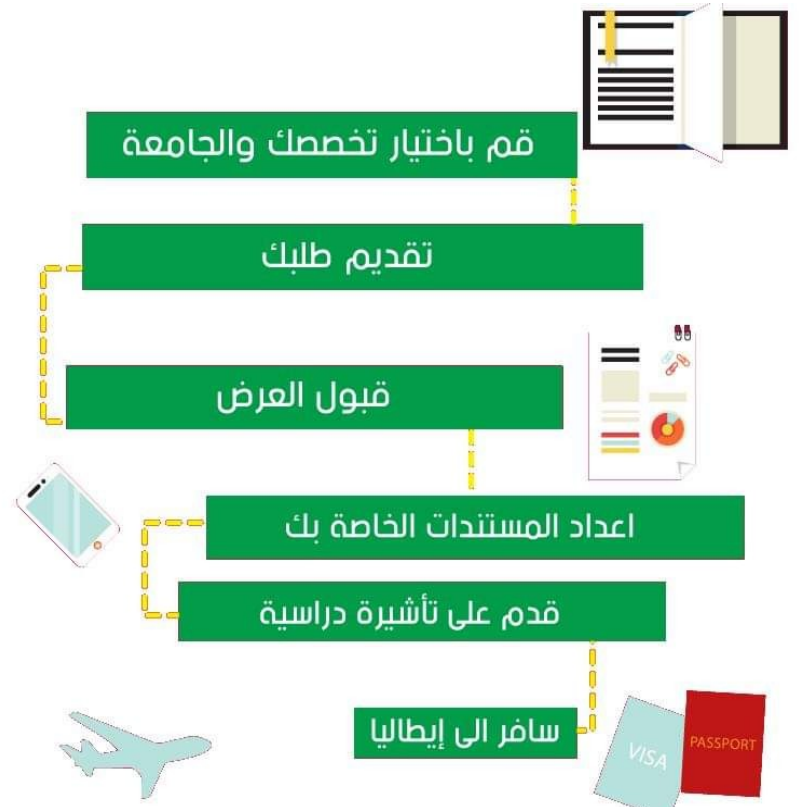 قم باختيار تخصصك والجامعة
تقديم طلبك
قبول العرض
اعداد المستندات الخاصة بك
قدم على تأشيرة دراسية
سافر الى إيطاليا
VISA
PASSPORT